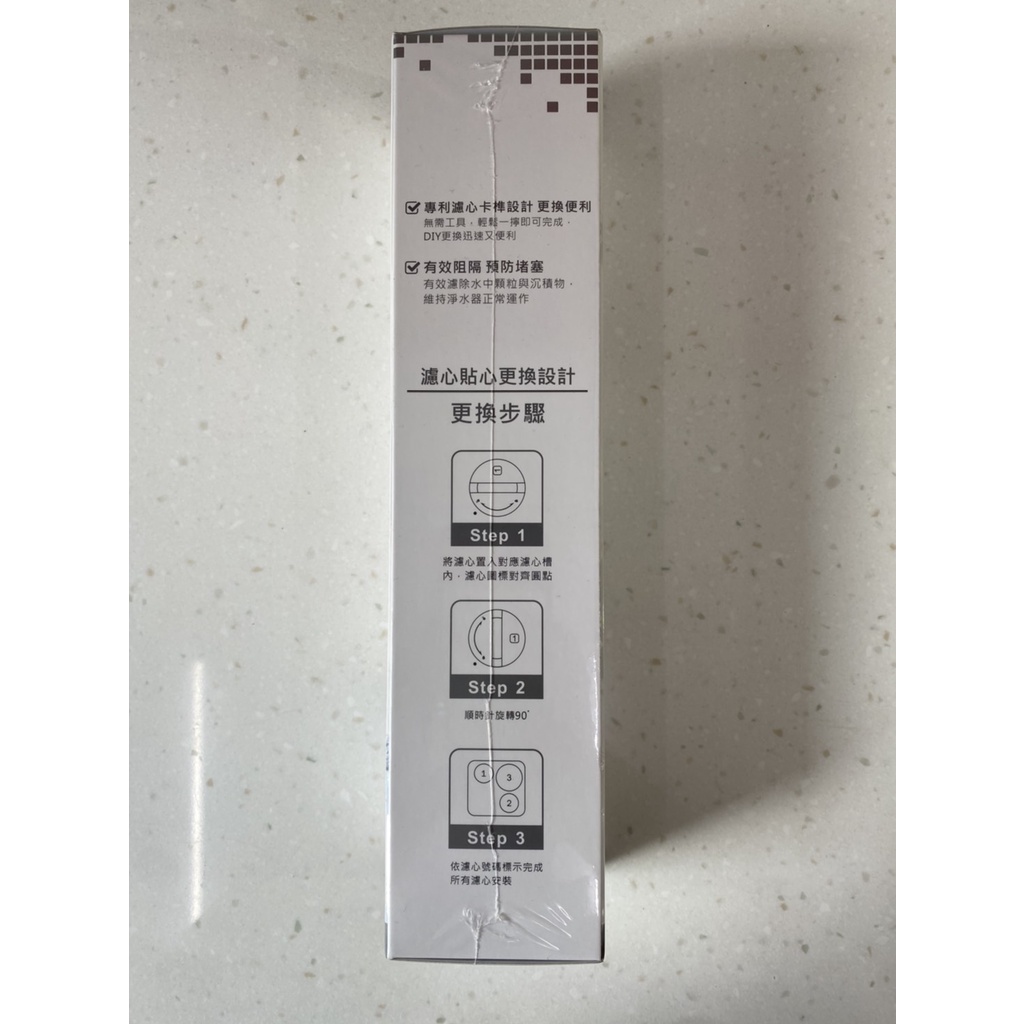 專利濾心卡榫設計 更換便利
無需工具，輕鬆一擰即可完成，
DIY更換迅速又便利
有效阻隔 預防堵塞
有效濾除水中顆粒與沉積物，
維持淨水器正常運作
濾心貼心更換設計
更換步驟
1
Step 1
將濾心置入對應濾心槽
內，濾心圖標對齊圓點
1
Step 2
順時針旋轉90°
1
3
2
Step 3
依濾心號碼標示完成
所有濾心安裝